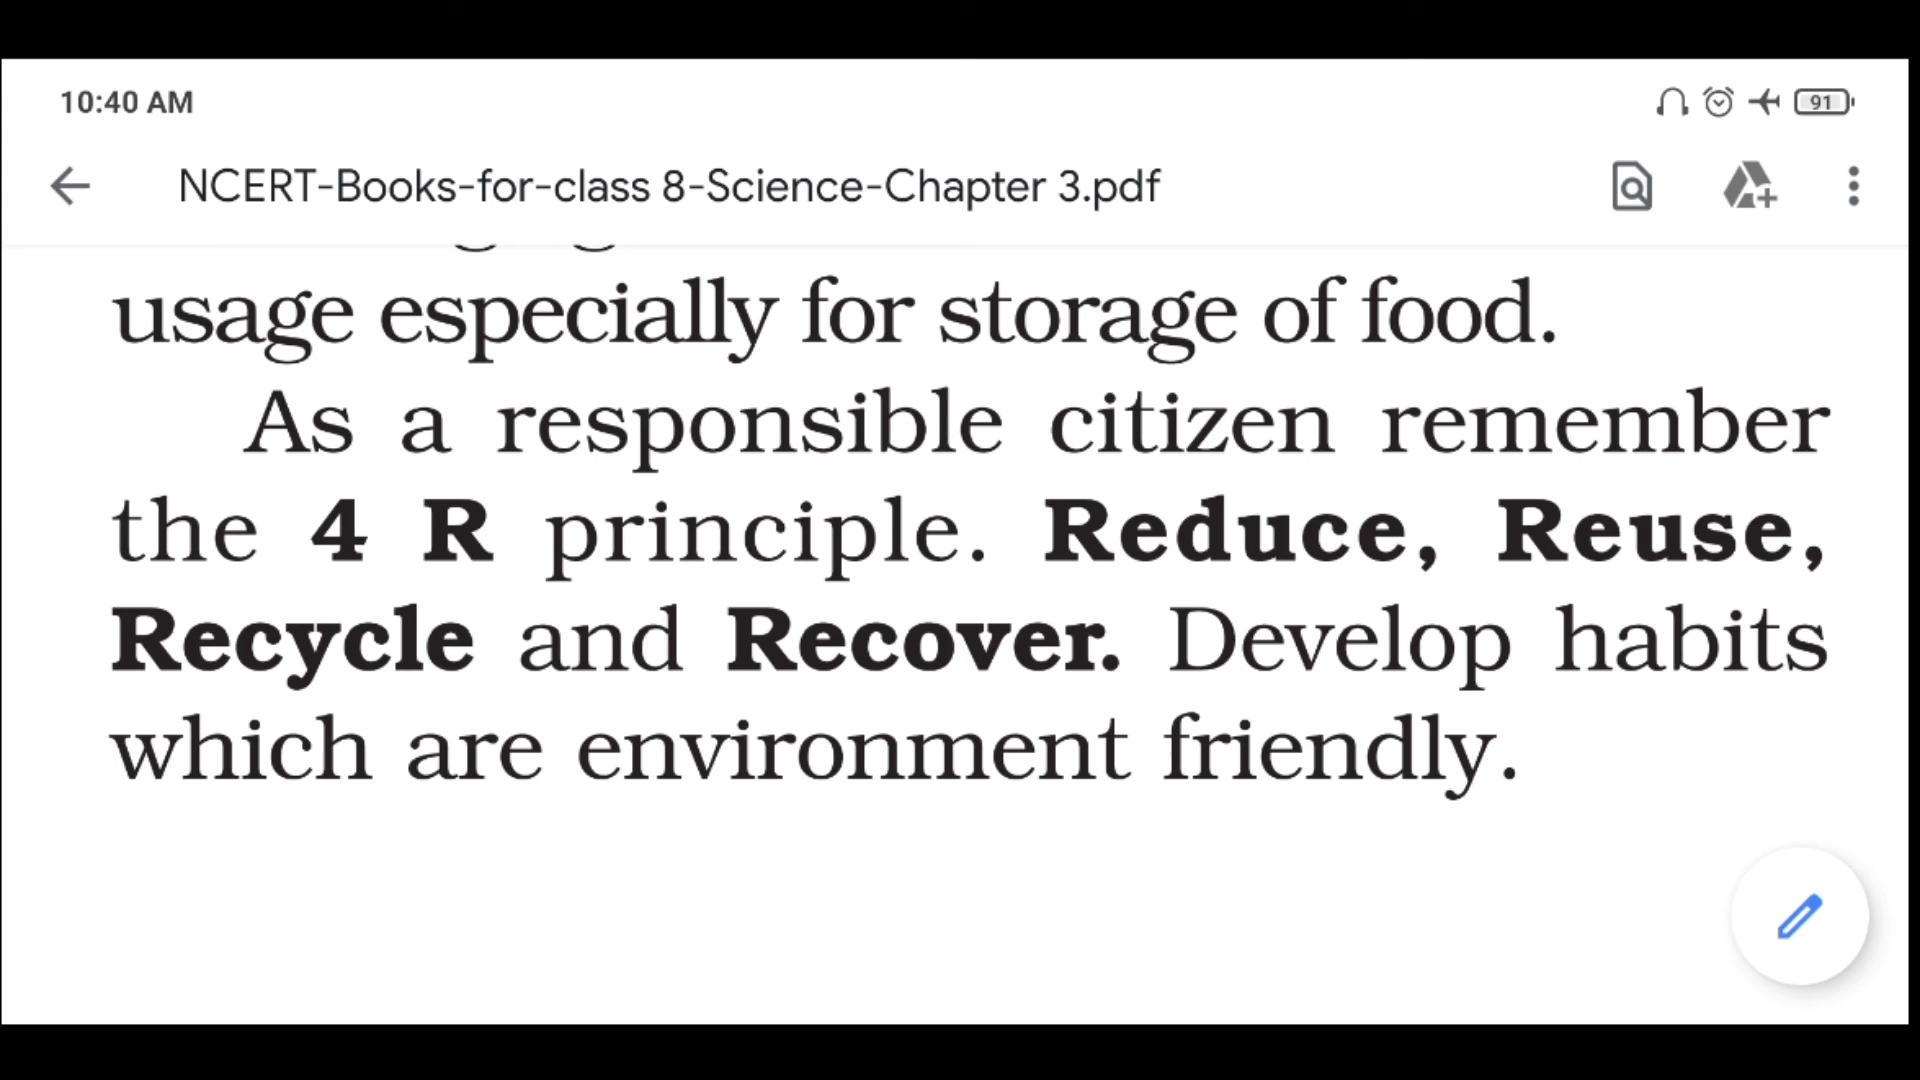 10:40 AM
91
NCERT-Books-for-class 8-Science-Chapter 3.pdf
usage especially for storage of food.
As a responsible citizen remember
the 4 R principle. Reduce, Reuse,
Recycle and Recover. Develop habits
which are environment friendly.